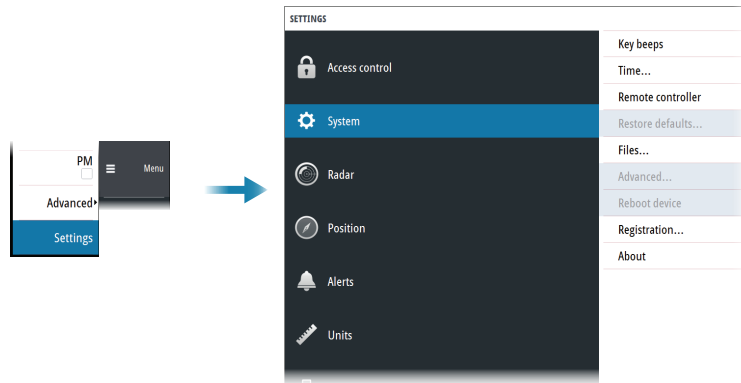 PM
Advanced
Settings
Menu
SETTINGS
Access control
System
Radar
Position
Alerts
Units
Key beeps
Time...
Remote controller
Restore defaults...
Files...
Advanced...
Reboot device
Registration...
About